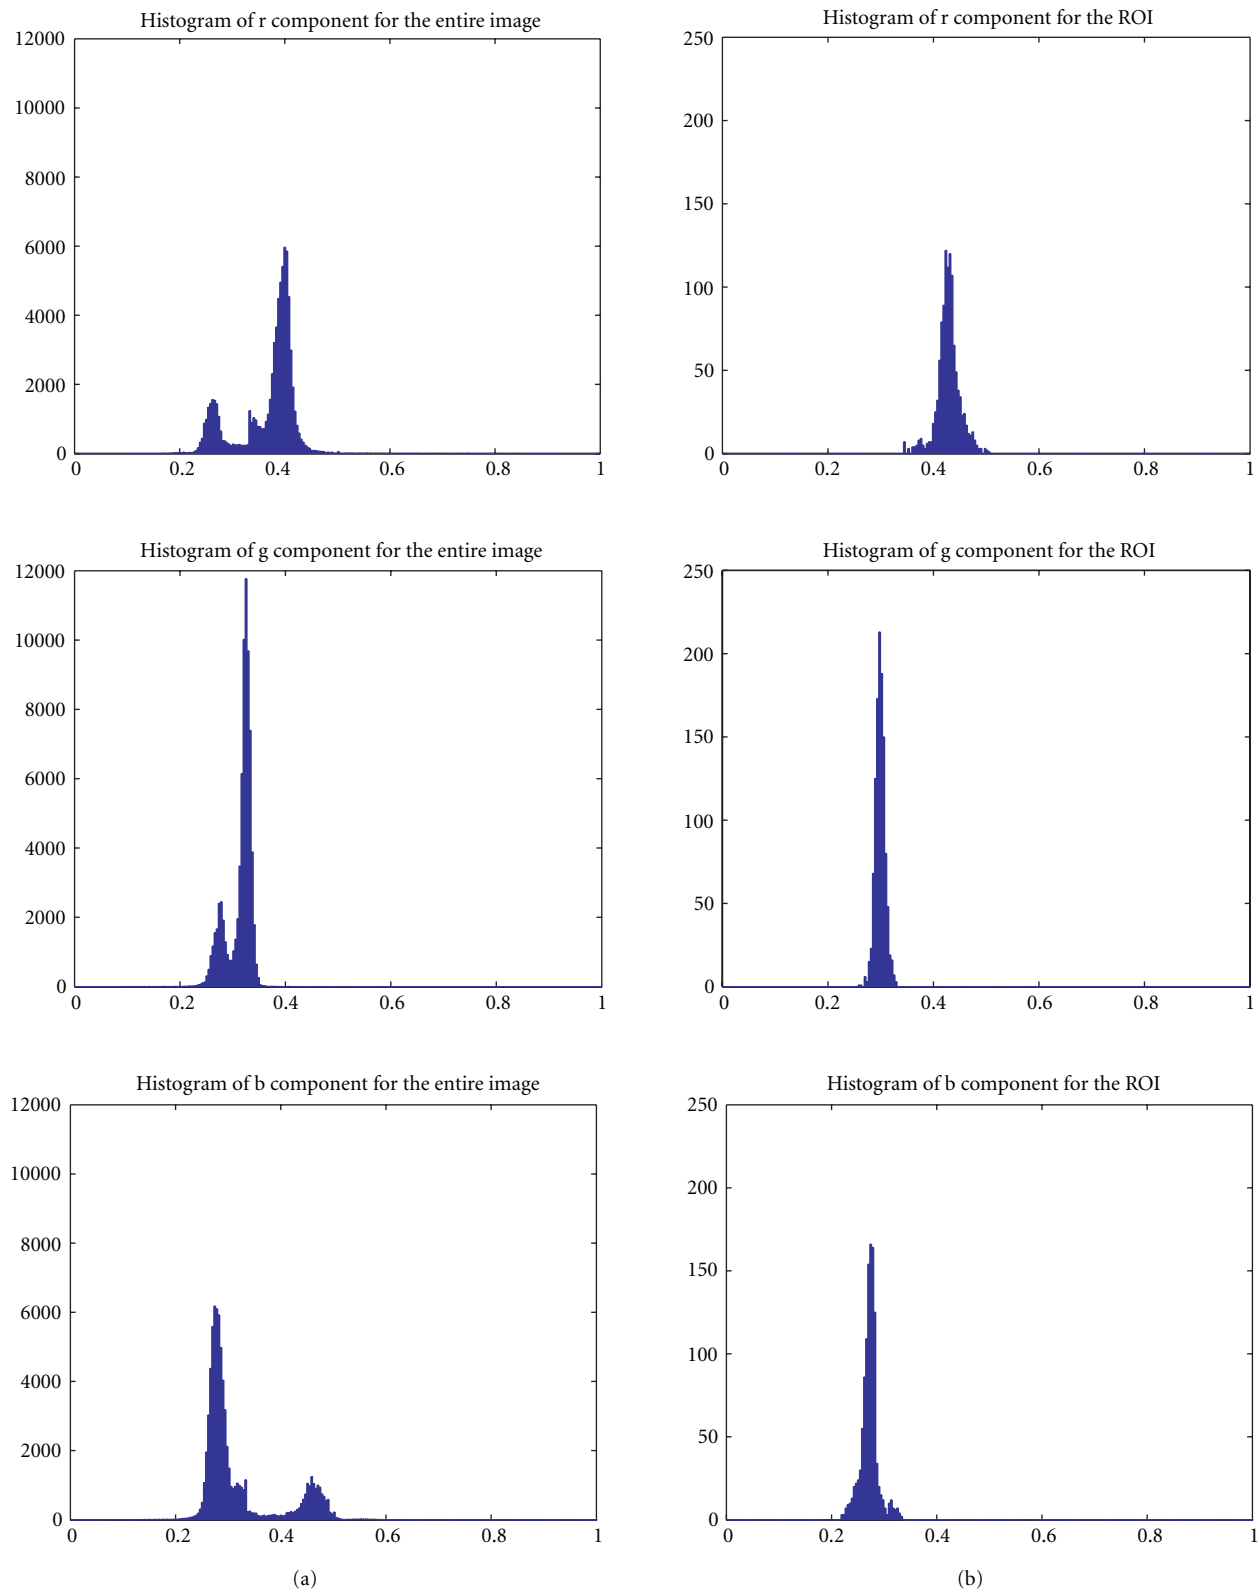 Histogram of r component for the entire image
12000
10000
8000
6000
4000
2000
0
0 0.2 0.4 0.6 0.8 1
Histogram of r component for the ROI
250
200
150
100
50
0
0 0.2 0.4 0.6 0.8 1
Histogram of g component for the entire image
12000
10000
8000
6000
4000
2000
0
0 0.2 0.4 0.6 0.8 1
Histogram of g component for the ROI
250
200
150
100
50
0
0 0.2 0.4 0.6 0.8 1
Histogram of b component for the entire image
12000
10000
8000
6000
4000
2000
0
0 0.2 0.4 0.6 0.8 1
(a)
Histogram of b component for the ROI
250
200
150
100
50
0
0 0.2 0.4 0.6 0.8 1
(b)